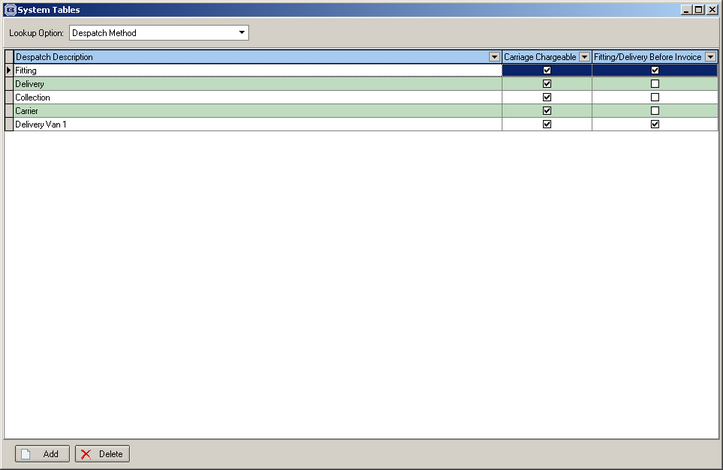 System Tables
Lookup Option: Despatch Method
Despatch Description Carriage Chargeable Fitting/Delivery Before Invoice
Fitting
Delivery
Collection
Carrier
Delivery Van 1
Add Delete